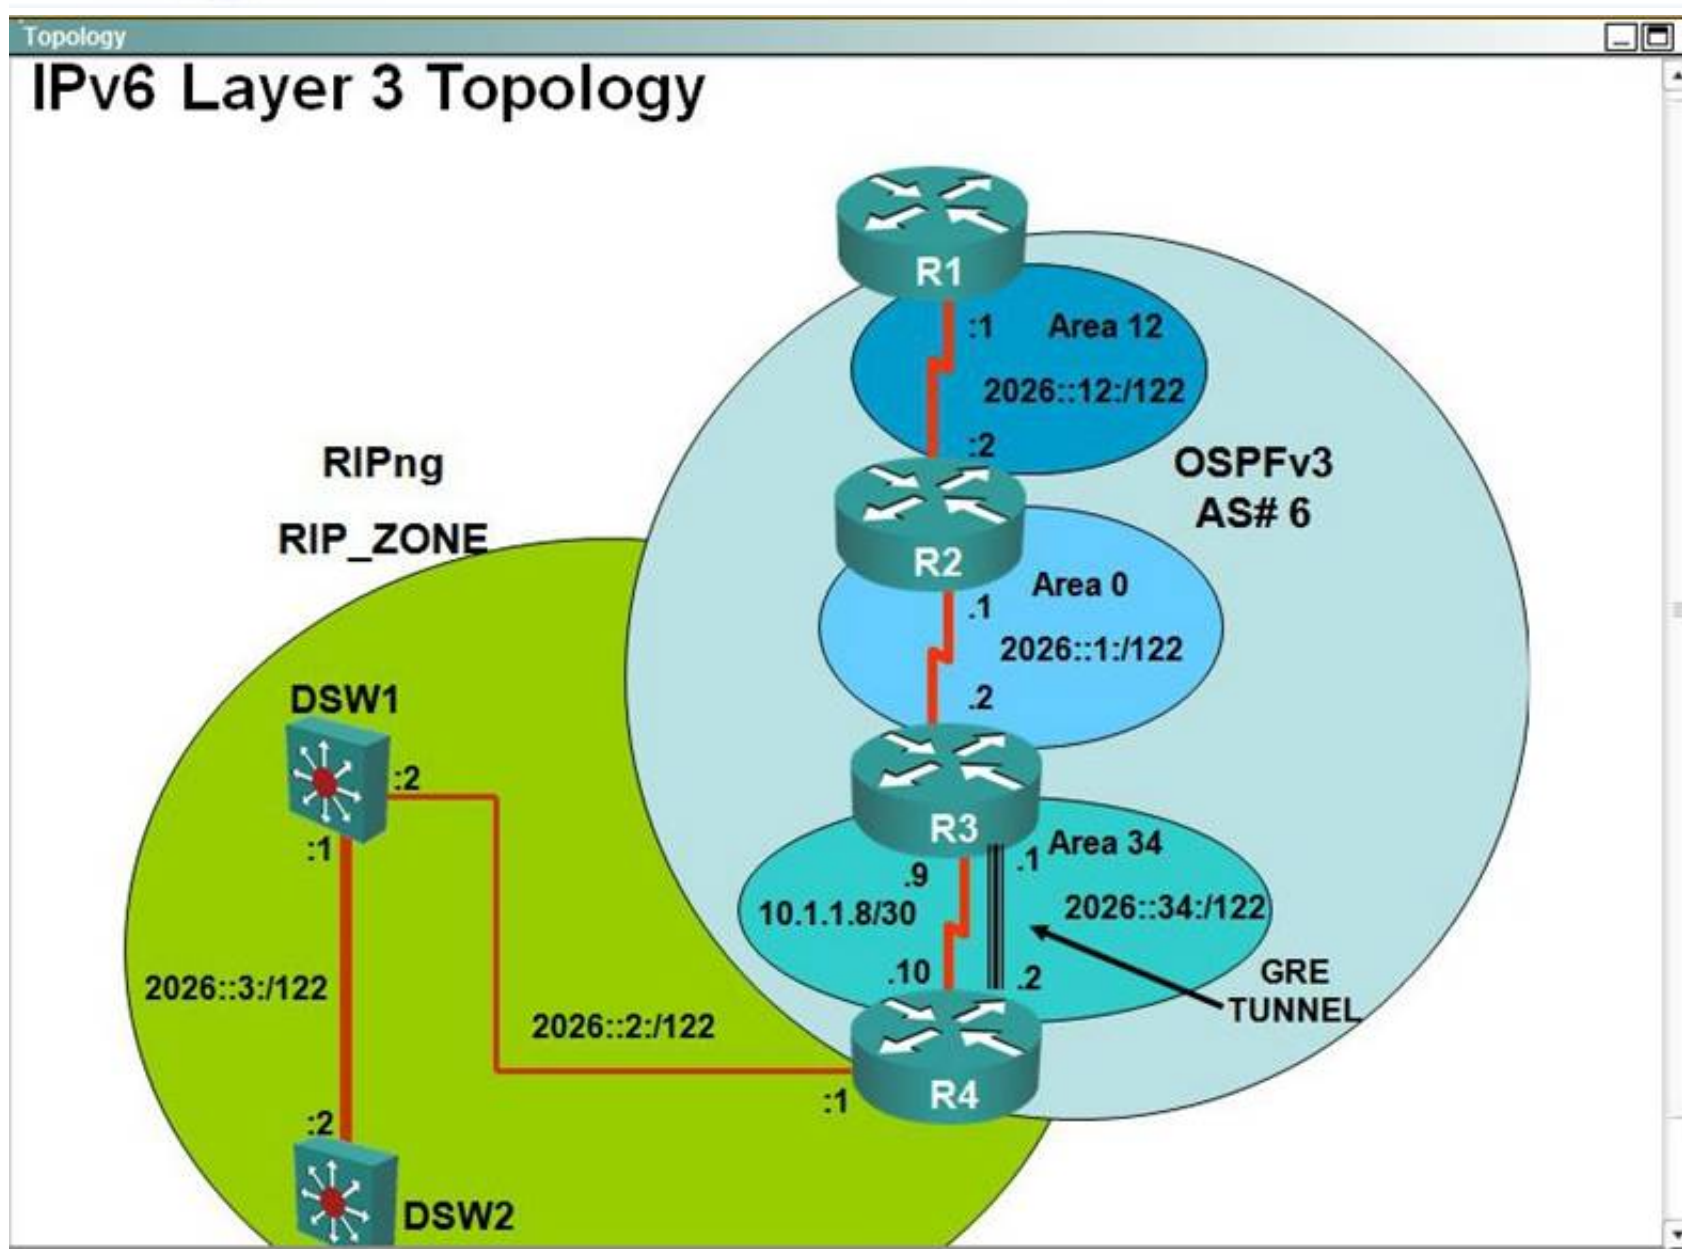 Topology
IPv6 Layer 3 Topology
R1
:1
Area 12
2026::12:/122
:2
RIPng
RIP_ZONE
OSPFv3
AS# 6
R2
.1
Area 0
2026::1:/122
.2
DSW1
:2
:1
R3
.1
Area 34
.9
10.1.1.8/30
2026::34:/122
.10
.2
GRE
TUNNEL
2026::3:/122
2026::2:/122
R4
:1
:2
DSW2